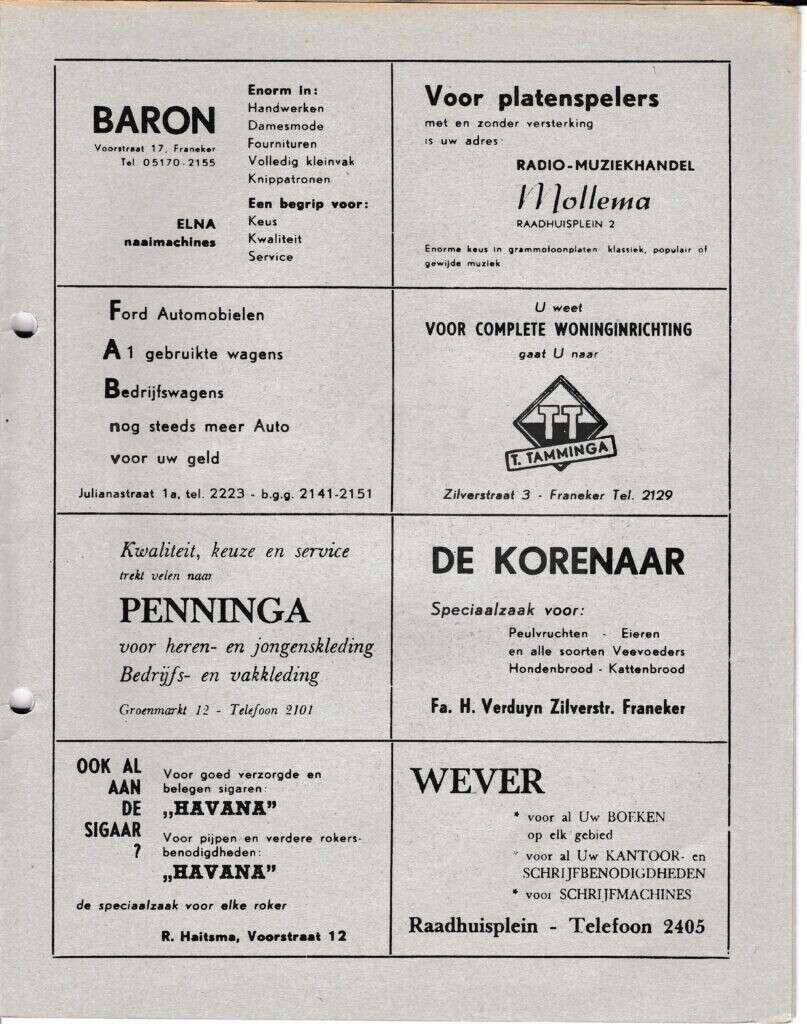 BARON
Voorstraat 17, Franeker
Tel 05170-2155
ELNA
naaimachines
Enorm in:
Handwerken
Damesmode
Fournituren
Volledig kleinvak
Knippatronen
Een begrip voor:
Keus
Kwaliteit
Service
Voor platenspelers
met en zonder versterking
is uw adres:
RADIO-MUZIEKHANDEL
Mollema
RAADHUISPLEIN 2
Enorme keus in grammofoonplaten klassiek, populair of
gewijde muziek
Ford Automobielen
A1 gebruikte wagens
Bedrijfswagens
nog steeds meer Auto
voor uw geld
Julianastraat 1a, tel. 2223 - b.g.g. 2141-2151
U weet
VOOR COMPLETE WONINGINRICHTING
gaat U naar
TT
T. TAMMINGA
Zilverstraat 3 - Franeker Tel. 2129
Kwaliteit, keuze en service
trekt velen naar
PENNINGA
voor heren- en jongenskleding
Bedrijfs- en vakkleding
Groenmarkt 12 - Telefoon 2101
DE KORENAAR
Speciaalzaak voor:
Peulvruchten - Eieren
en alle soorten Veevoeders
Hondenbrood - Kattenbrood
Fa. H. Verduyn Zilverstr. Franeker
OOK AL
AAN
DE
SIGAAR
?
Voor goed verzorgde en
belegen sigaren:
„HAVANA”
Voor pijpen en verdere rokers-
benodigdheden:
„HAVANA”
de speciaalzaak voor elke roker
R. Haitsma, Voorstraat 12
WEVER
* voor al Uw BOEKEN
op elk gebied
* voor al Uw KANTOOR- en
SCHRIJFBENODIGDHEDEN
* voor SCHRIJFMACHINES
Raadhuisplein - Telefoon 2405